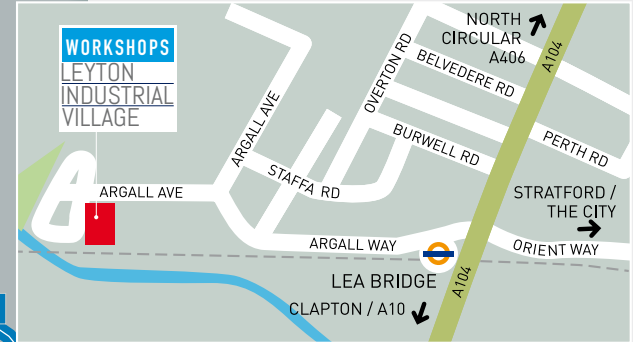 WORKSHOPS
LEYTON
INDUSTRIAL
VILLAGE
NORTH
CIRCULAR
A406
A104
OVERTON RD
BELVEDERE RD
ARGALL AVE
BURWELL RD
PERTH RD
STAFFA RD
ARGALL AVE
STRATFORD /
THE CITY
ARGALL WAY
ORIENT WAY
LEA BRIDGE
A104
CLAPTON / A10